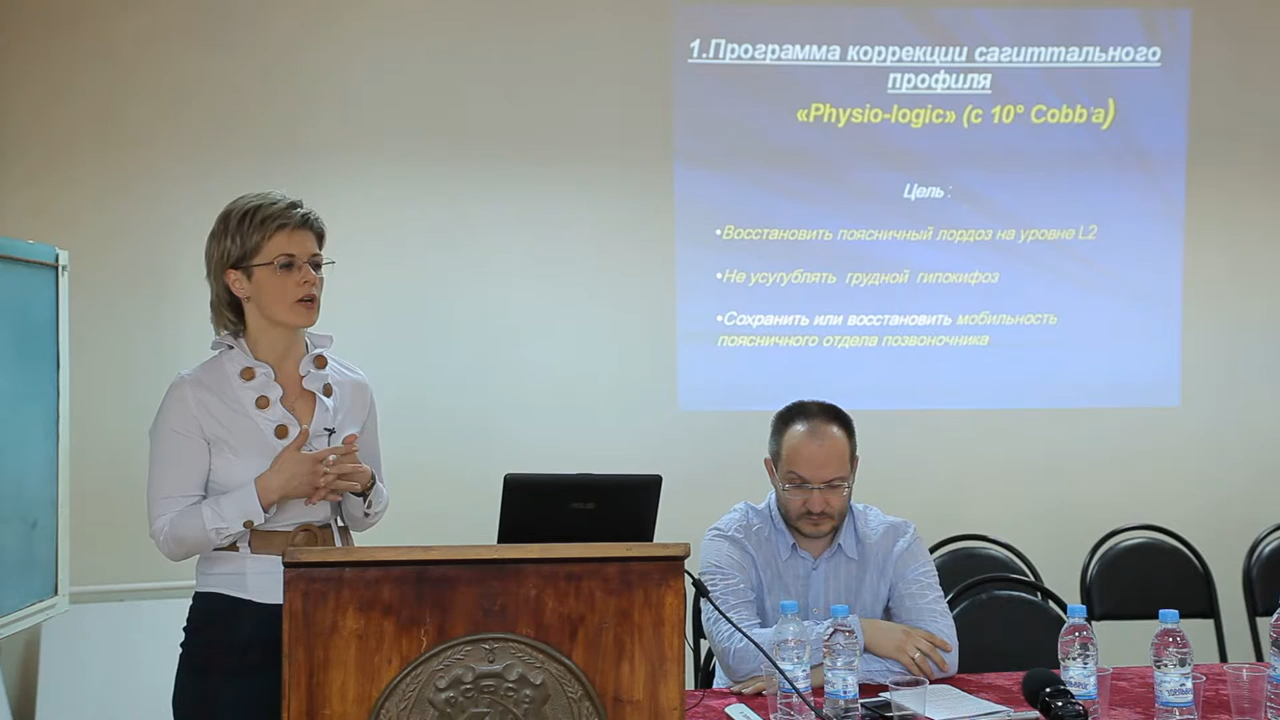 1.Программа коррекции сагиттального
профиля
«Physio-logic» (с 10° Cobb'а)
Цель :
•Восстановить поясничный лордоз на уровне L2
•Не усугублять грудной гипокифоз
•Сохранить или восстановить мобильность
поясничного отдела позвоночника
ASUS